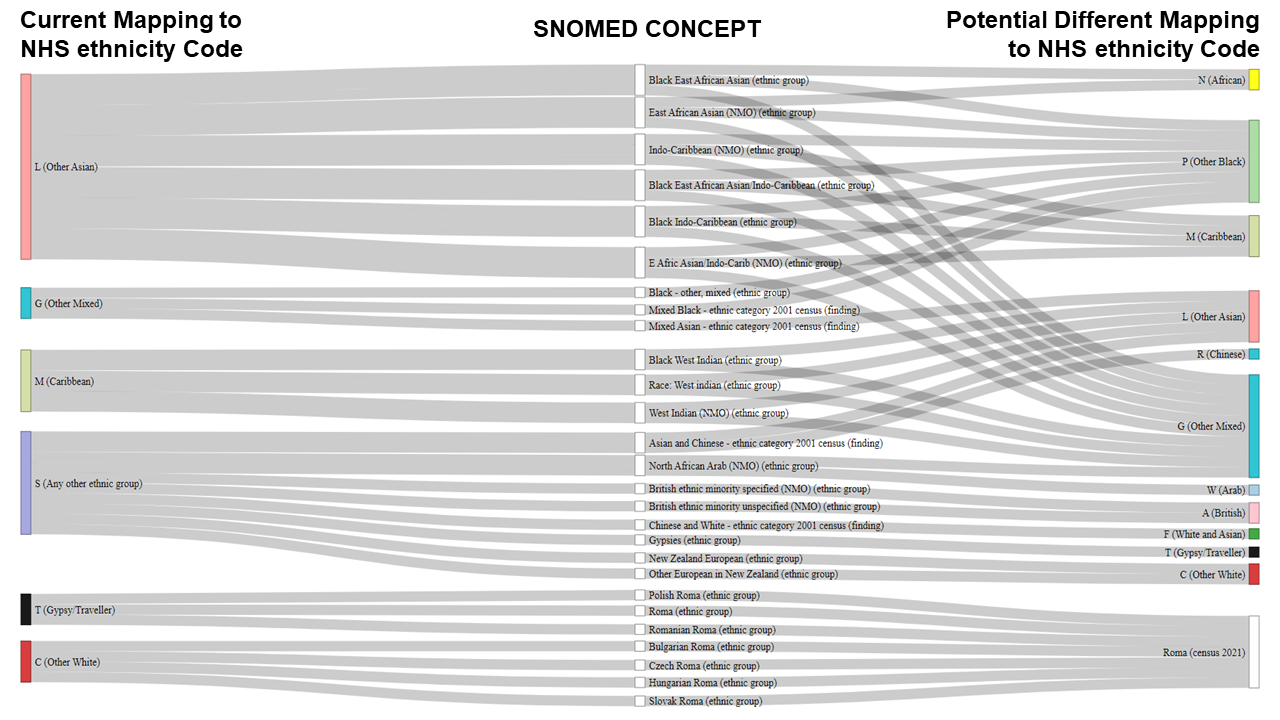 Current Mapping to
NHS ethnicity Code
SNOMED CONCEPT
Potential Different Mapping
to NHS ethnicity Code
L (Other Asian)
G (Other Mixed)
M (Caribbean)
S (Any other ethnic group)
T (Gypsy/Traveller)
C (Other White)
Black East African Asian (ethnic group)
East African Asian (NMO) (ethnic group)
Indo-Caribbean (NMO) (ethnic group)
Black East African Asian/Indo-Caribbean (ethnic group)
Black Indo-Caribbean (ethnic group)
E Afric Asian/Indo-Carib (NMO) (ethnic group)
Black - other, mixed (ethnic group)
Mixed Black - ethnic category 2001 census (finding)
Mixed Asian - ethnic category 2001 census (finding)
Black West Indian (ethnic group)
Race: West indian (ethnic group)
West Indian (NMO) (ethnic group)
Asian and Chinese - ethnic category 2001 census (finding)
North African Arab (NMO) (ethnic group)
British ethnic minority specified (NMO) (ethnic group)
British ethnic minority unspecified (NMO) (ethnic group)
Chinese and White - ethnic category 2001 census (finding)
Gypsies (ethnic group)
New Zealand European (ethnic group)
Other European in New Zealand (ethnic group)
Polish Roma (ethnic group)
Roma (ethnic group)
Romanian Roma (ethnic group)
Bulgarian Roma (ethnic group)
Czech Roma (ethnic group)
Hungarian Roma (ethnic group)
Slovak Roma (ethnic group)
N (African)
P (Other Black)
M (Caribbean)
L (Other Asian)
R (Chinese)
G (Other Mixed)
W (Arab)
A (British)
F (White and Asian)
T (Gypsy/Traveller)
C (Other White)
Roma (census 2021)